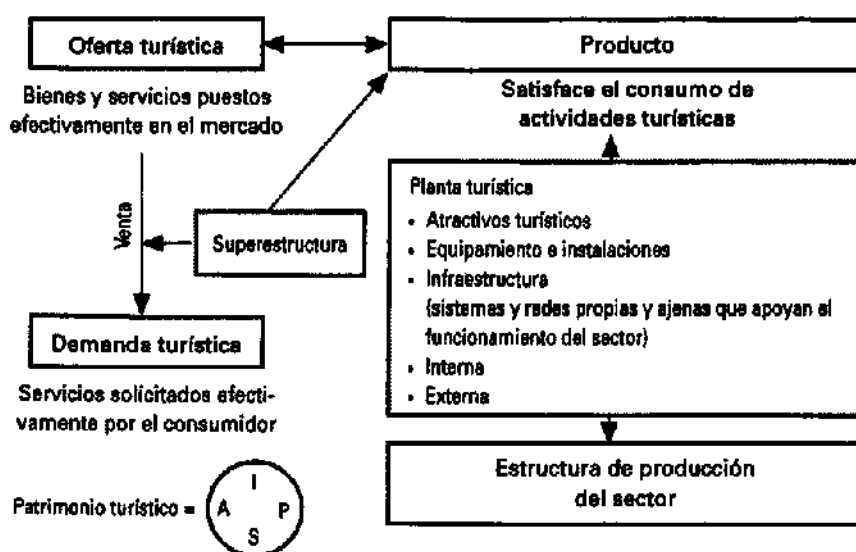 Oferta turística
Bienes y servicios puestos
efectivamente en el mercado
Venta
Superestructura
Demanda turística
Servicios solicitados efecti-
vamente por el consumidor
Patrimonio turístico =
I
A P
S
Producto
Satisface el consumo de
actividades turísticas
Planta turística
• Atractivos turísticos
• Equipamiento e instalaciones
• Infraestructura
(sistemas y redes propias y ajenas que apoyan el
funcionamiento del sector)
• Interna
• Externa
Estructura de producción
del sector